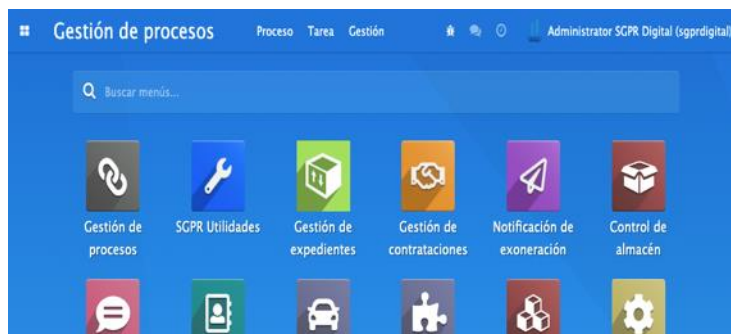 Gestión de procesos Proceso Tarea Gestión Administrator SGPR Digital (sgprdigital)
Buscar menús...
Gestión de procesos
SGPR Utilidades
Gestión de expedientes
Gestión de contrataciones
Notificación de exoneración
Control de almacén